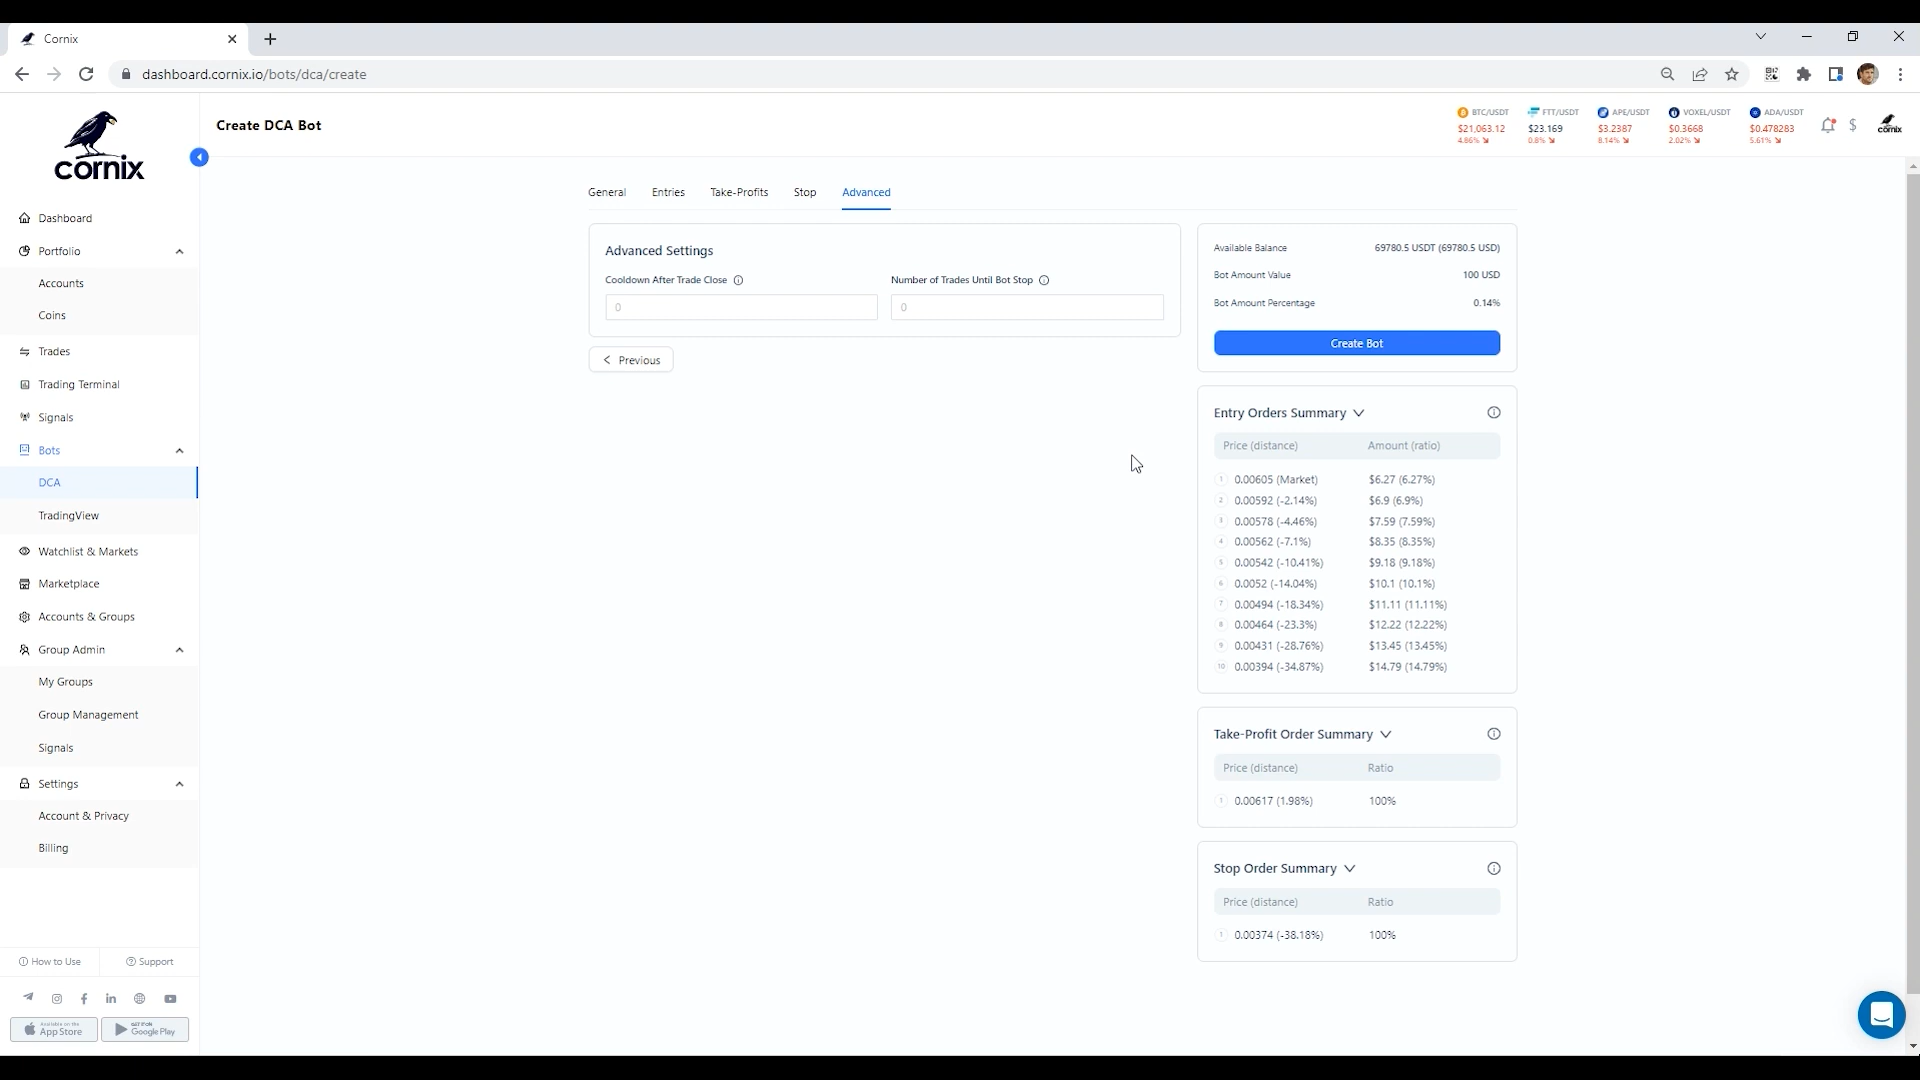 Cornix
dashboard.cornix.io/bots/dca/create
cornix
Create DCA Bot
BTC/USDT
$21,063.12
4.86%
FTT/USDT
$23.169
0.8%
APE/USDT
$3.2387
8.14%
VOXEL/USDT
$0.3668
2.02%
ADA/USDT
$0.478283
5.61%
$
cornix
Dashboard
Portfolio
Accounts
Coins
Trades
Trading Terminal
Signals
Bots
DCA
TradingView
Watchlist & Markets
Marketplace
Accounts & Groups
Group Admin
My Groups
Group Management
Signals
Settings
Account & Privacy
Billing
How to Use
Support
Available on the
App Store
GET IT ON
Google Play
General Entries Take-Profits Stop Advanced
Advanced Settings
Cooldown After Trade Close
0
Number of Trades Until Bot Stop
0
Previous
Available Balance 69780.5 USDT (69780.5 USD)
Bot Amount Value 100 USD
Bot Amount Percentage 0.14%
Create Bot
Entry Orders Summary
Price (distance) Amount (ratio)
1 0.00605 (Market) $6.27 (6.27%)
2 0.00592 (-2.14%) $6.9 (6.9%)
3 0.00578 (-4.46%) $7.59 (7.59%)
4 0.00562 (-7.1%) $8.35 (8.35%)
5 0.00542 (-10.41%) $9.18 (9.18%)
6 0.0052 (-14.04%) $10.1 (10.1%)
7 0.00494 (-18.34%) $11.11 (11.11%)
8 0.00464 (-23.3%) $12.22 (12.22%)
9 0.00431 (-28.76%) $13.45 (13.45%)
10 0.00394 (-34.87%) $14.79 (14.79%)
Take-Profit Order Summary
Price (distance) Ratio
1 0.00617 (1.98%) 100%
Stop Order Summary
Price (distance) Ratio
1 0.00374 (-38.18%) 100%